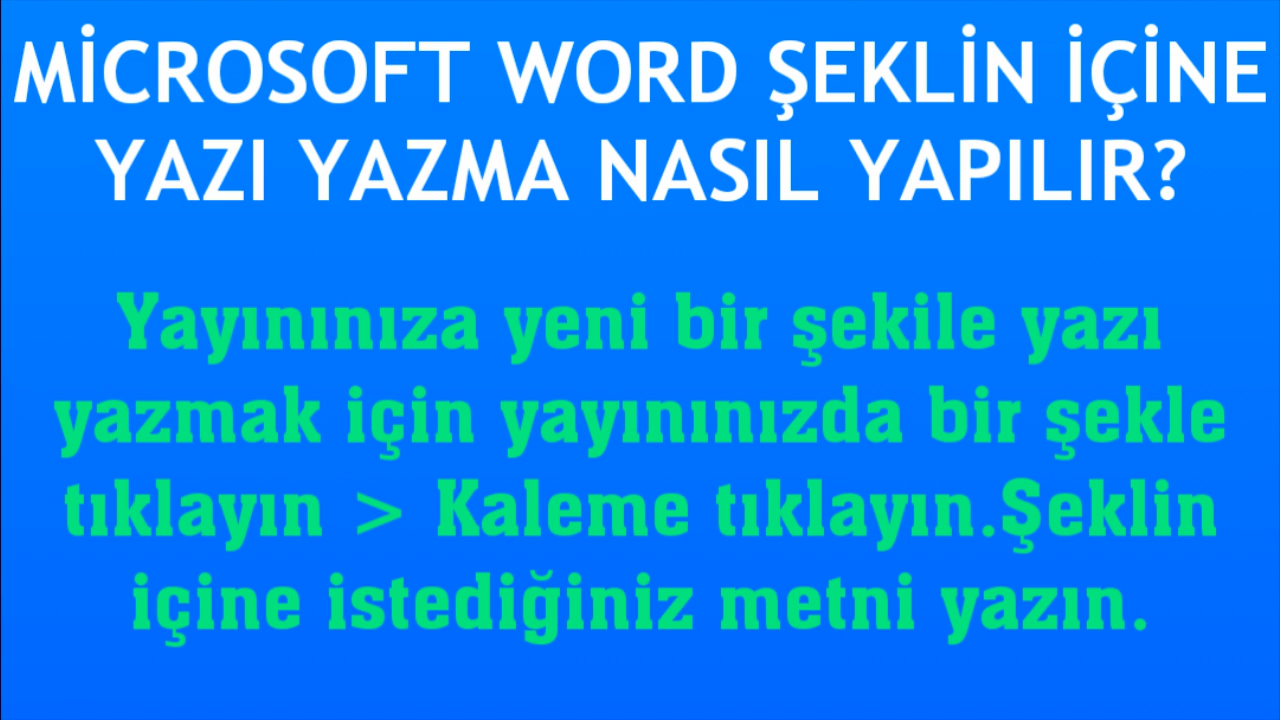 MİCROSOFT WORD ŞEKLİN İÇİNE
YAZI YAZMA NASIL YAPILIR?
Yayınınıza yeni bir şekile yazı
yazmak için yayınınızda bir şekle
tıklayın > Kaleme tıklayın.Şeklin
içine istediğiniz metni yazın.